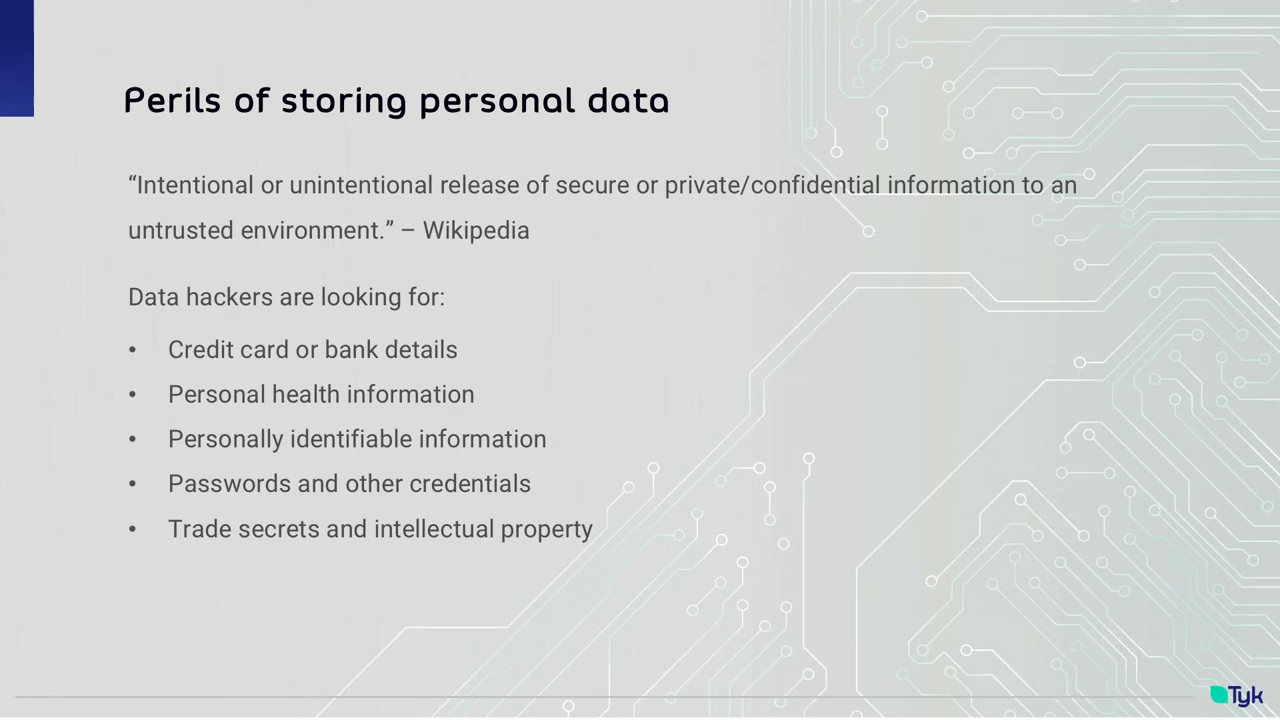 Perils of storing personal data
“Intentional or unintentional release of secure or private/confidential information to an
untrusted environment.” – Wikipedia
Data hackers are looking for:
• Credit card or bank details
• Personal health information
• Personally identifiable information
• Passwords and other credentials
• Trade secrets and intellectual property
Tyk